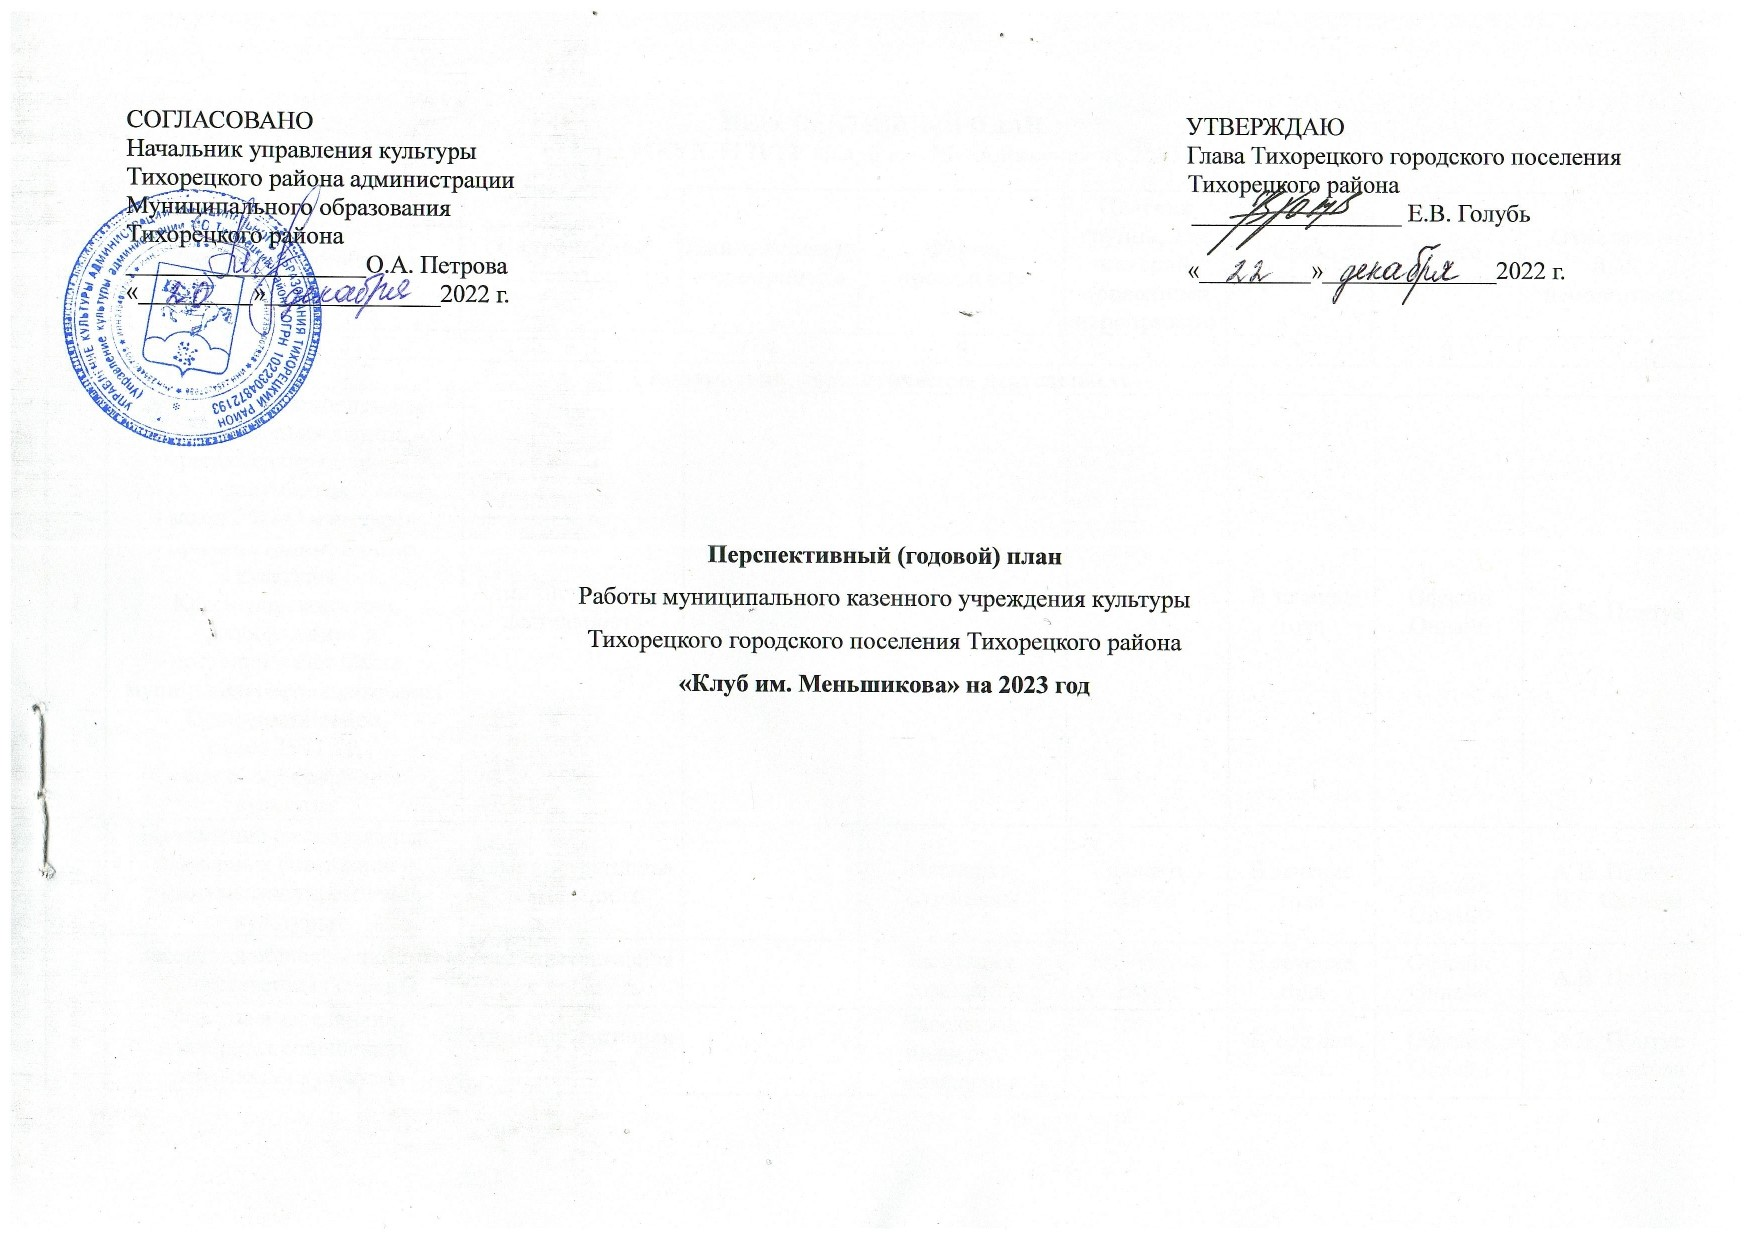 СОГЛАСОВАНО
Начальник управления культуры
Тихорецкого района администрации
Муниципального образования
Тихорецкого района
О.А. Петрова
«20» декабря 2022 г.
УТВЕРЖДАЮ
Глава Тихорецкого городского поселения
Тихорецкого района
Е.В. Голубь
«22» декабря 2022 г.
ОГРН 1022304872193
Перспективный (годовой) план
Работы муниципального казенного учреждения культуры
Тихорецкого городского поселения Тихорецкого района
«Клуб им. Меньшикова» на 2023 год